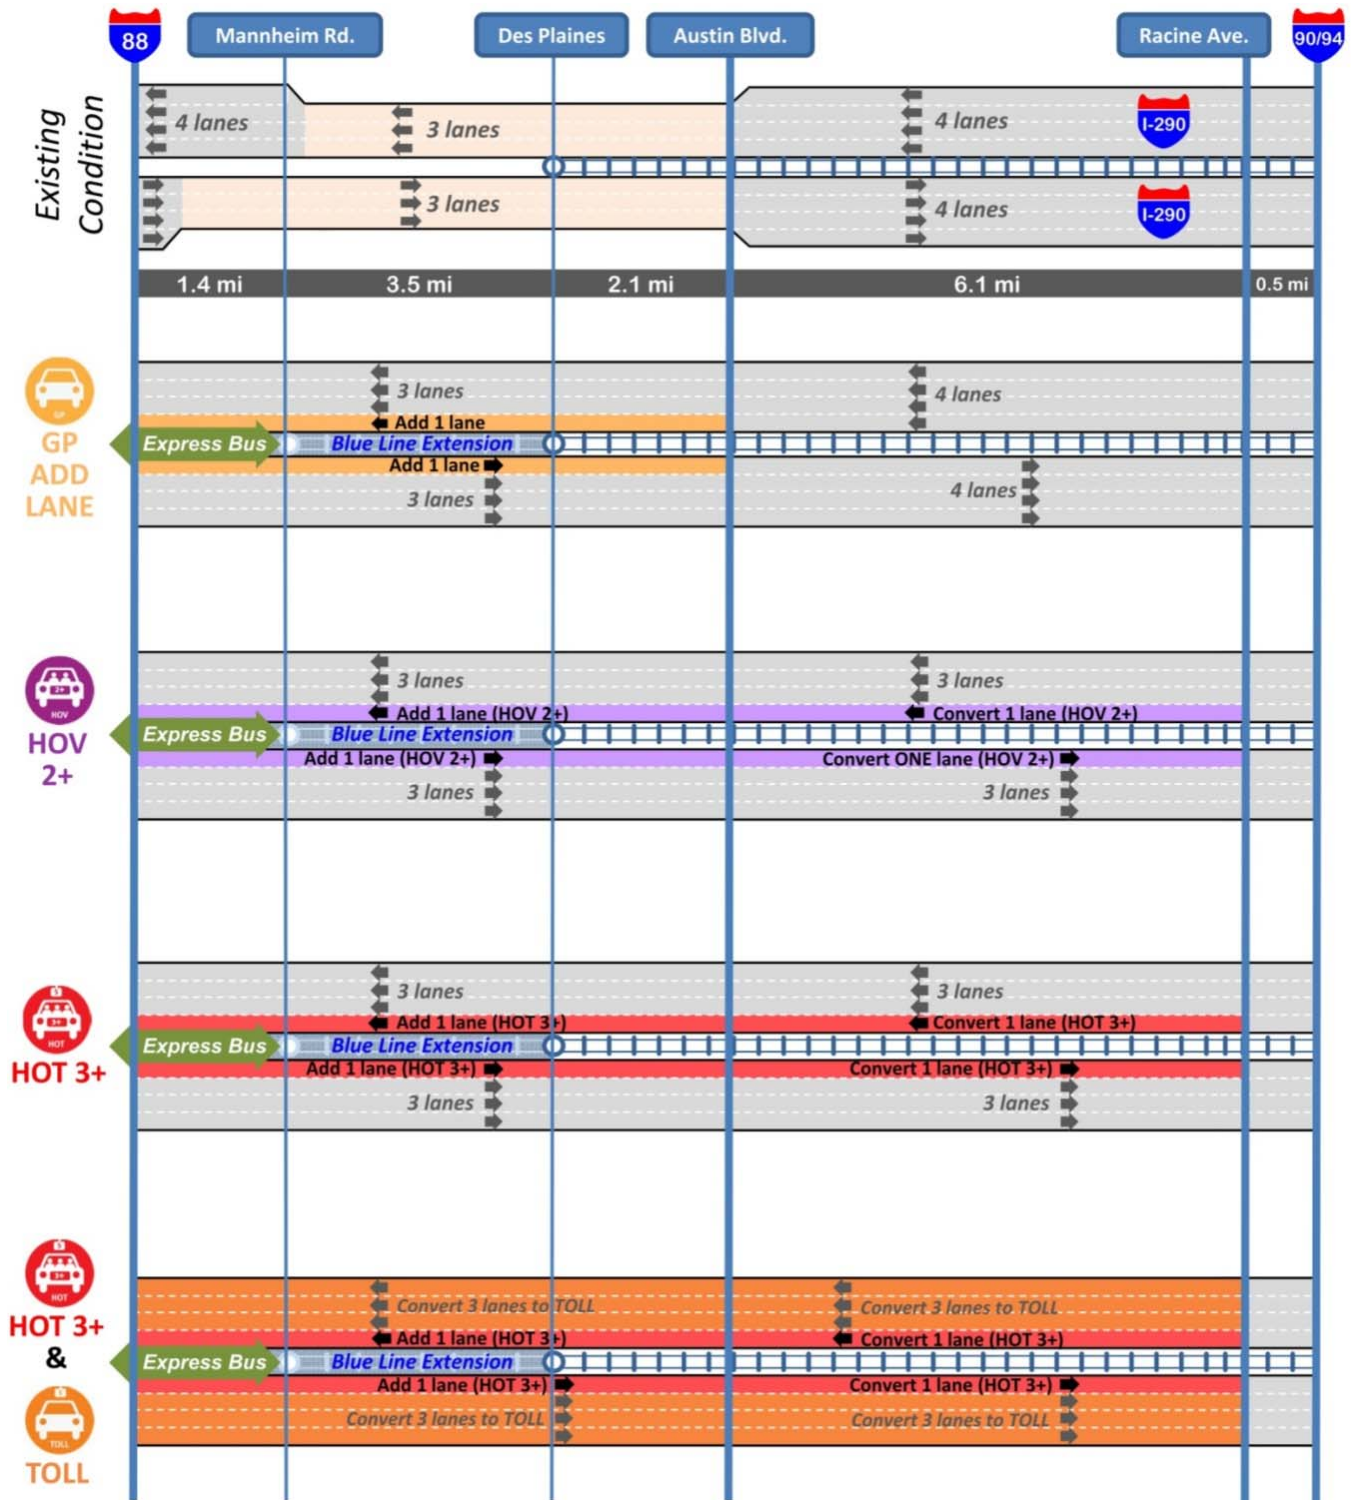 88
Mannheim Rd.
Des Plaines
Austin Blvd.
Racine Ave.
90/94
Existing
Condition
4 lanes
3 lanes
4 lanes
I-290
3 lanes
4 lanes
I-290
1.4 mi
3.5 mi
2.1 mi
6.1 mi
0.5 mi
GP
GP
ADD
LANE
3 lanes
4 lanes
Add 1 lane
Express Bus
Blue Line Extension
Add 1 lane
3 lanes
4 lanes
2+
HOV
HOV
2+
3 lanes
3 lanes
Add 1 lane (HOV 2+)
Convert 1 lane (HOV 2+)
Express Bus
Blue Line Extension
Add 1 lane (HOV 2+)
Convert ONE lane (HOV 2+)
3 lanes
3 lanes
$
3+
HOT
HOT 3+
3 lanes
3 lanes
Add 1 lane (HOT 3+)
Convert 1 lane (HOT 3+)
Express Bus
Blue Line Extension
Add 1 lane (HOT 3+)
Convert 1 lane (HOT 3+)
3 lanes
3 lanes
$
3+
HOT
HOT 3+
&
$
TOLL
TOLL
Convert 3 lanes to TOLL
Convert 3 lanes to TOLL
Add 1 lane (HOT 3+)
Convert 1 lane (HOT 3+)
Express Bus
Blue Line Extension
Add 1 lane (HOT 3+)
Convert 1 lane (HOT 3+)
Convert 3 lanes to TOLL
Convert 3 lanes to TOLL